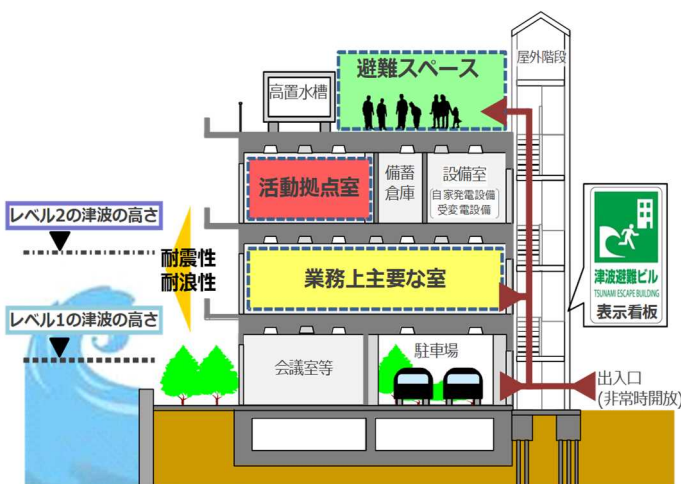 避難スペース
屋外階段
高置水槽
活動拠点室
備蓄
倉庫
設備室
自家発電設備
受変電設備
レベル2の津波の高さ
耐震性
耐浪性
業務上主要な室
津波避難ビル
TSUNAMI ESCAPE BUILDING
表示看板
レベル1の津波の高さ
会議室等
駐車場
出入口
(非常時開放)